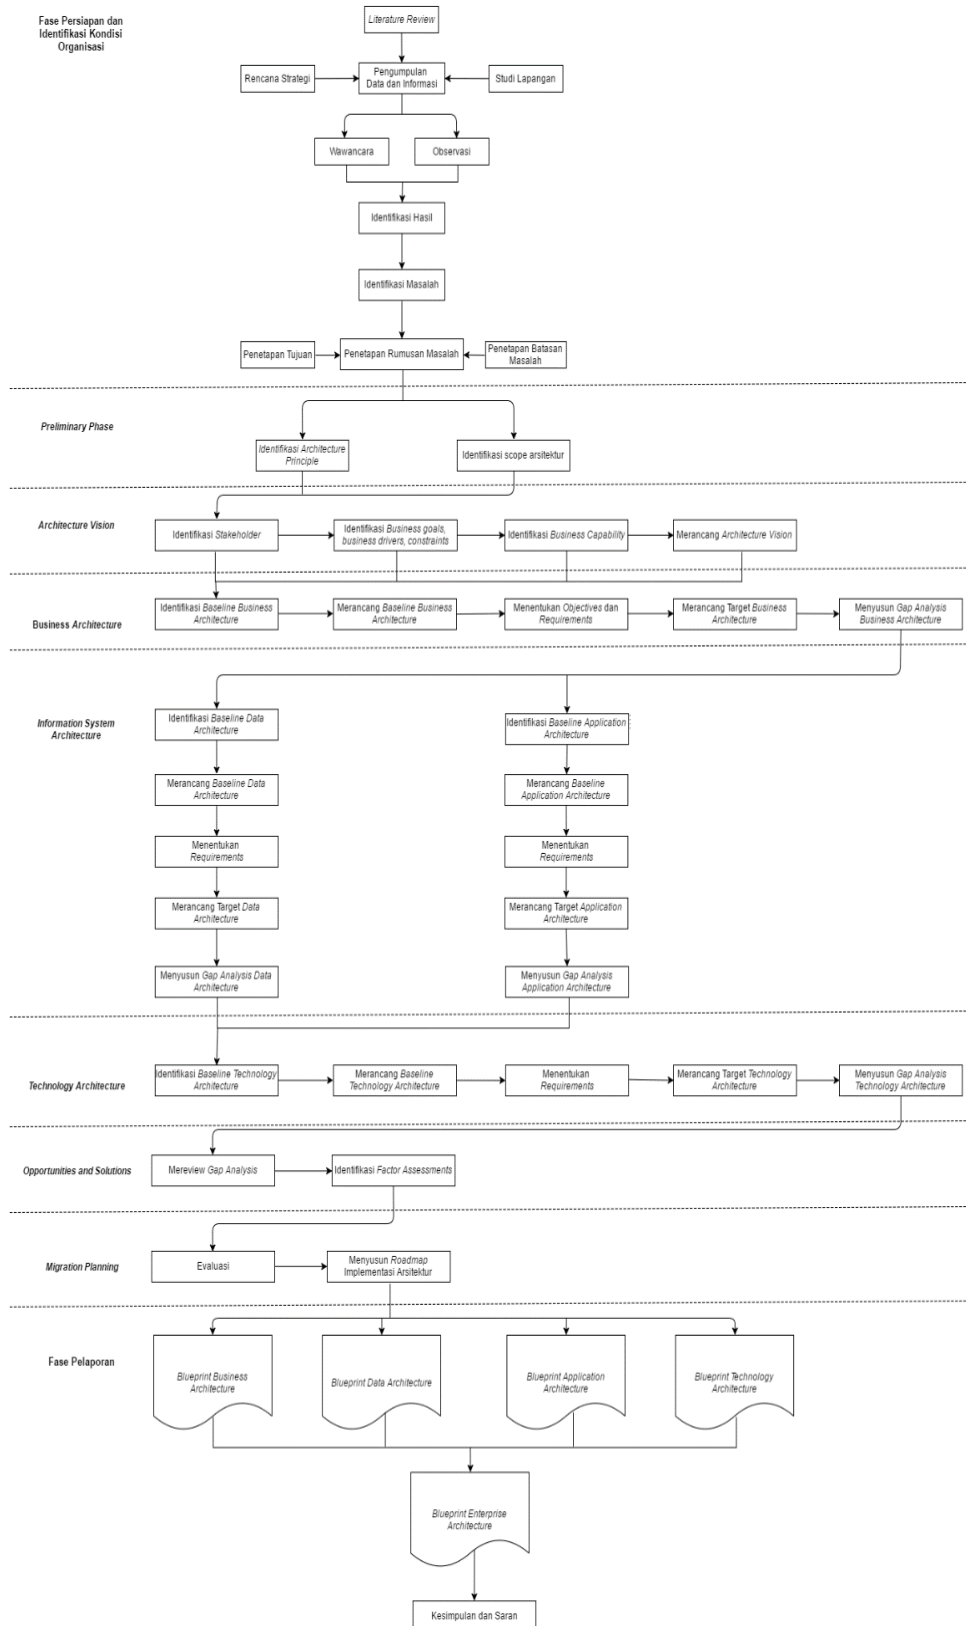 Fase Persiapan dan
Identifikasi Kondisi
Organisasi
Literature Review
Rencana Strategi
Pengumpulan
Data dan Informasi
Studi Lapangan
Wawancara
Observasi
Identifikasi Hasil
Identifikasi Masalah
Penetapan Tujuan
Penetapan Rumusan Masalah
Penetapan Batasan
Masalah
Preliminary Phase
Identifikasi Architecture
Principle
Identifikasi scope arsitektur
Architecture Vision
Identifikasi Stakeholder
Identifikasi Business goals,
business drivers, constraints
Identifikasi Business Capability
Merancang Architecture Vision
Business Architecture
Identifikasi Baseline Business
Architecture
Merancang Baseline Business
Architecture
Menentukan Objectives dan
Requirements
Merancang Target Business
Architecture
Menyusun Gap Analysis
Business Architecture
Information System
Architecture
Identifikasi Baseline Data
Architecture
Identifikasi Baseline Application
Architecture
Merancang Baseline Data
Architecture
Merancang Baseline
Application Architecture
Menentukan
Requirements
Menentukan
Requirements
Merancang Target Data
Architecture
Merancang Target Application
Architecture
Menyusun Gap Analysis Data
Architecture
Menyusun Gap Analysis
Application Architecture
Technology Architecture
Identifikasi Baseline Technology
Architecture
Merancang Baseline
Technology Architecture
Menentukan
Requirements
Merancang Target Technology
Architecture
Menyusun Gap Analysis
Technology Architecture
Opportunities and Solutions
Mereview Gap Analysis
Identifikasi Factor Assessments
Migration Planning
Evaluasi
Menyusun Roadmap
Implementasi Arsitektur
Fase Pelaporan
Blueprint Business
Architecture
Blueprint Data Architecture
Blueprint Application
Architecture
Blueprint Technology
Architecture
Blueprint Enterprise
Architecture
Kesimpulan dan Saran